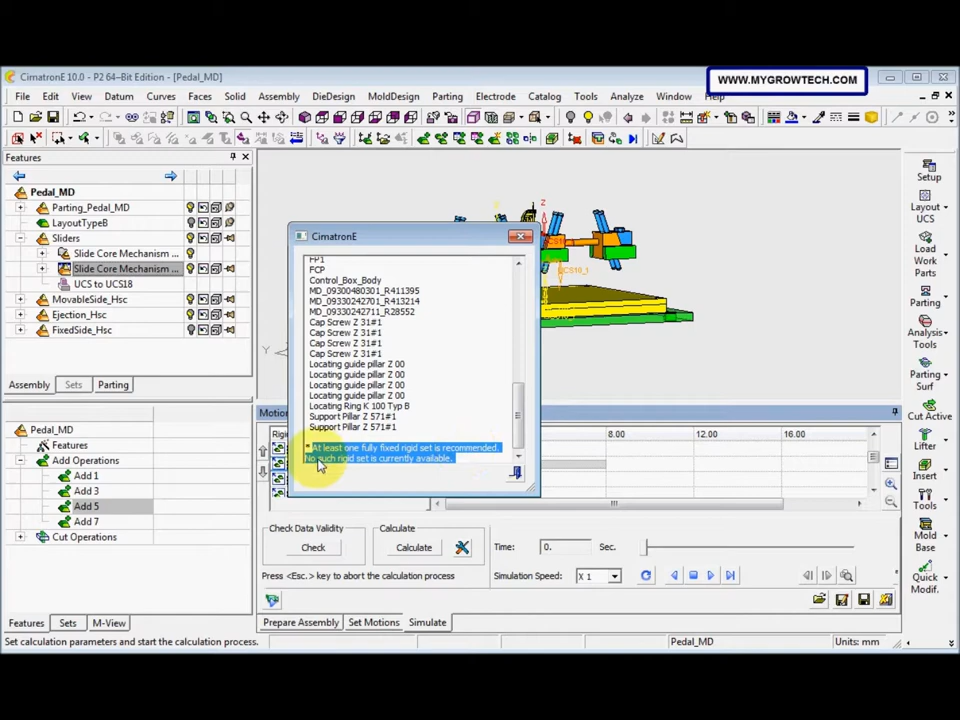 CimatronE 10.0 - P2 64-Bit Edition - [Pedal_MD]
WWW.MYGROWTECH.COM
File Edit View Datum Curves Faces Solid Assembly DieDesign MoldDesign Parting Electrode Catalog Tools Analyze Window Help
Features
Pedal_MD
Parting_Pedal_MD
LayoutTypeB
Sliders
Slide Core Mechanism ...
Slide Core Mechanism ...
UCS to UCS18
MovableSide_Hsc
Ejection_Hsc
FixedSide_Hsc
Assembly Sets Parting
Pedal_MD
Features
Add Operations
Add 1
Add 3
Add 5
Add 7
Cut Operations
Features Sets M-View
CimatronE
FP1
FCP
Control_Box_Body
MD_09300480301_R411395
MD_09330242701_R413214
MD_09330242711_R28552
Cap Screw Z 31#1
Cap Screw Z 31#1
Cap Screw Z 31#1
Cap Screw Z 31#1
Locating guide pillar Z 00
Locating guide pillar Z 00
Locating guide pillar Z 00
Locating Ring K 100 Typ B
Support Pillar Z 571#1
Support Pillar Z 571#1
* At least one fully fixed rigid set is recommended.
No such rigid set is currently available.
Z
Y
8.00 12.00 16.00
Check Data Validity
Check
Calculate
Calculate
Time: 0. Sec.
Press <Esc.> key to abort the calculation process
Simulation Speed: X 1
Prepare Assembly Set Motions Simulate
Set calculation parameters and start the calculation process.
Pedal_MD
Units: mm
Setup
Layout
UCS
Load
Work
Parts
Parting
Analysis
Tools
Parting
Surf
Cut Active
Ejection
Tools
Mold
Base
Quick
Modif.